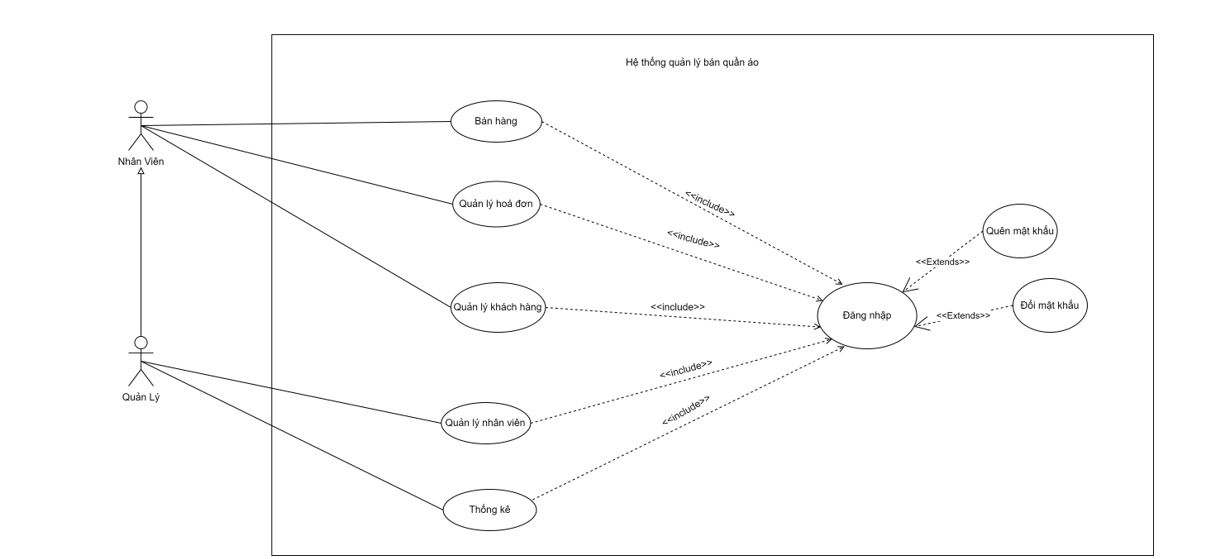 Hệ thống quản lý bán quần áo
Bán hàng
Nhân Viên
<<include>>
Quản lý hoá đơn
<<include>>
Quên mật khẩu
<<Extends>>
Quản lý khách hàng
<<include>>
Đăng nhập
<<Extends>>
Đổi mật khẩu
Quản Lý
<<include>>
<<include>>
Quản lý nhân viên
Thống kê